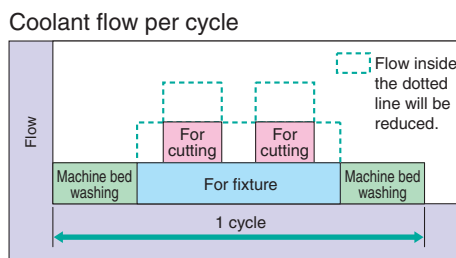 Coolant flow per cycle
Flow
Flow inside
the dotted
line will be
reduced.
For
cutting
For
cutting
Machine bed
washing
For fixture
Machine bed
washing
1 cycle